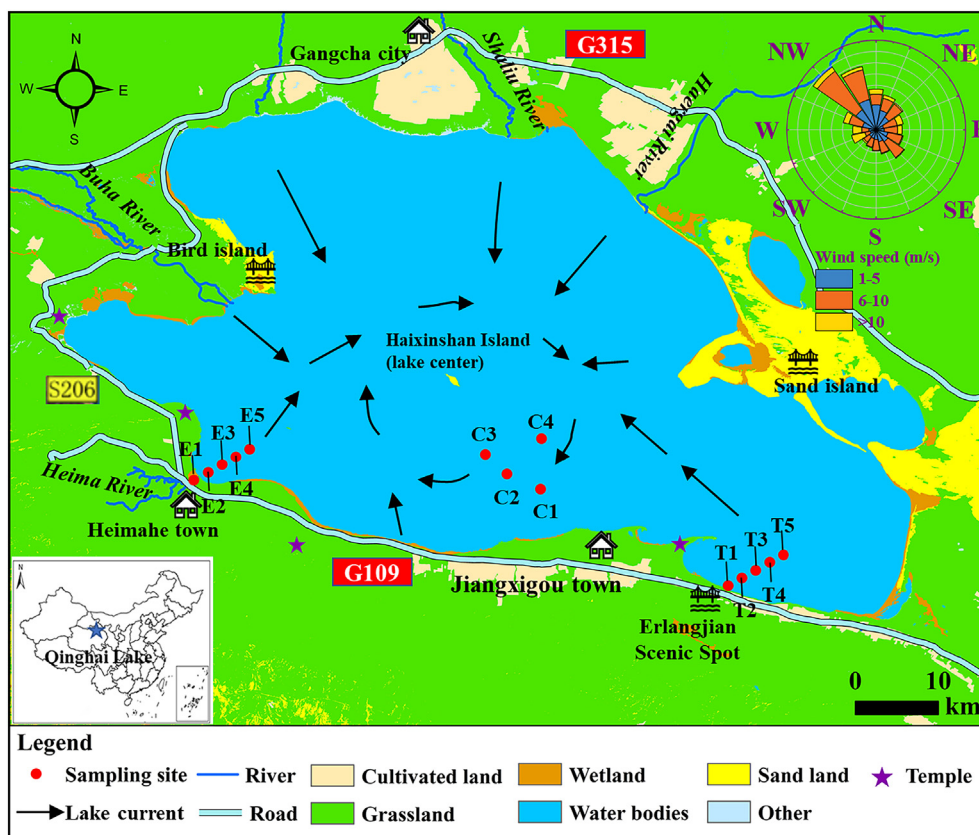 N
W
E
S
Gangcha city
G315
Shaliu River
Haergai River
N
NW
NE
W
E
SW
SE
S
Wind speed (m/s)
1-5
6-10
>10
Buha River
Bird island
Haixinshan Island
(lake center)
Sand island
S206
E1
E2
E3
E4
E5
C3
C4
C2
C1
Heima River
Heimahe town
T1
T2
T3
T4
T5
G109
Jiangxigou town
Erlangjian
Scenic Spot
N
Qinghai Lake
0 10
km
Legend
Sampling site
River
Cultivated land
Wetland
Sand land
Temple
Lake current
Road
Grassland
Water bodies
Other